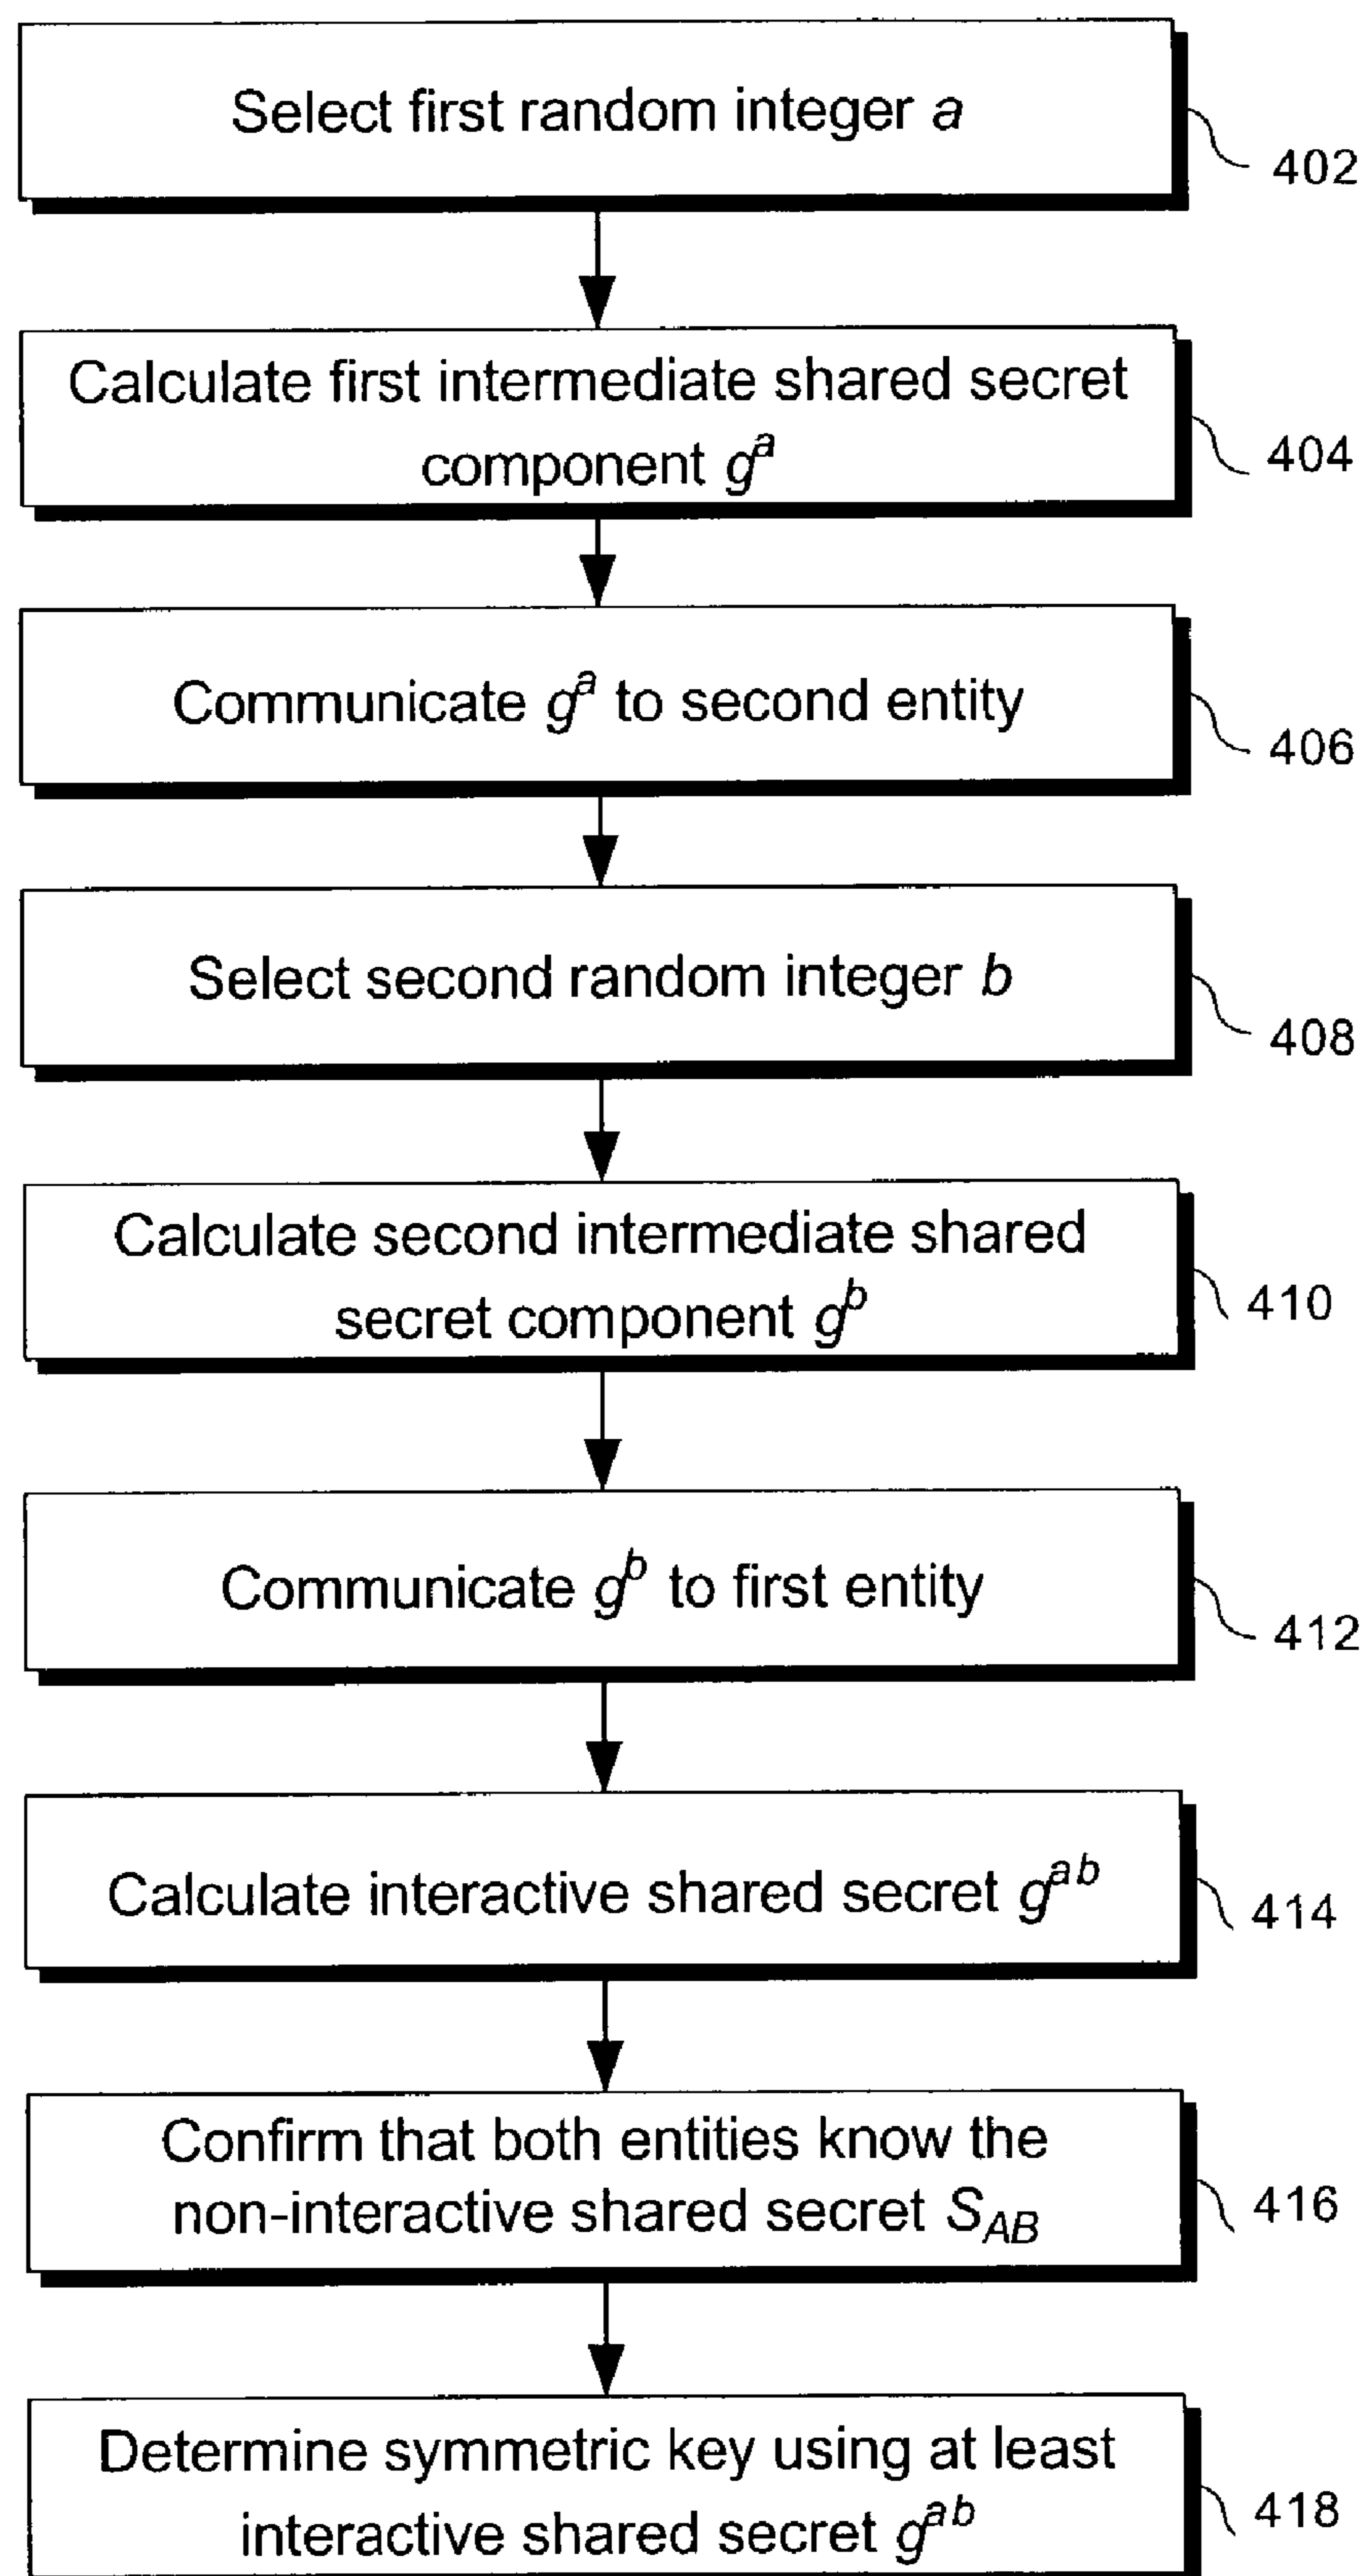 Select first random integer a
402
Calculate first intermediate shared secret
component g^a
404
Communicate g^a to second entity
406
Select second random integer b
408
Calculate second intermediate shared
secret component g^b
410
Communicate g^b to first entity
412
Calculate interactive shared secret g^ab
414
Confirm that both entities know the
non-interactive shared secret S_AB
416
Determine symmetric key using at least
interactive shared secret g^ab
418